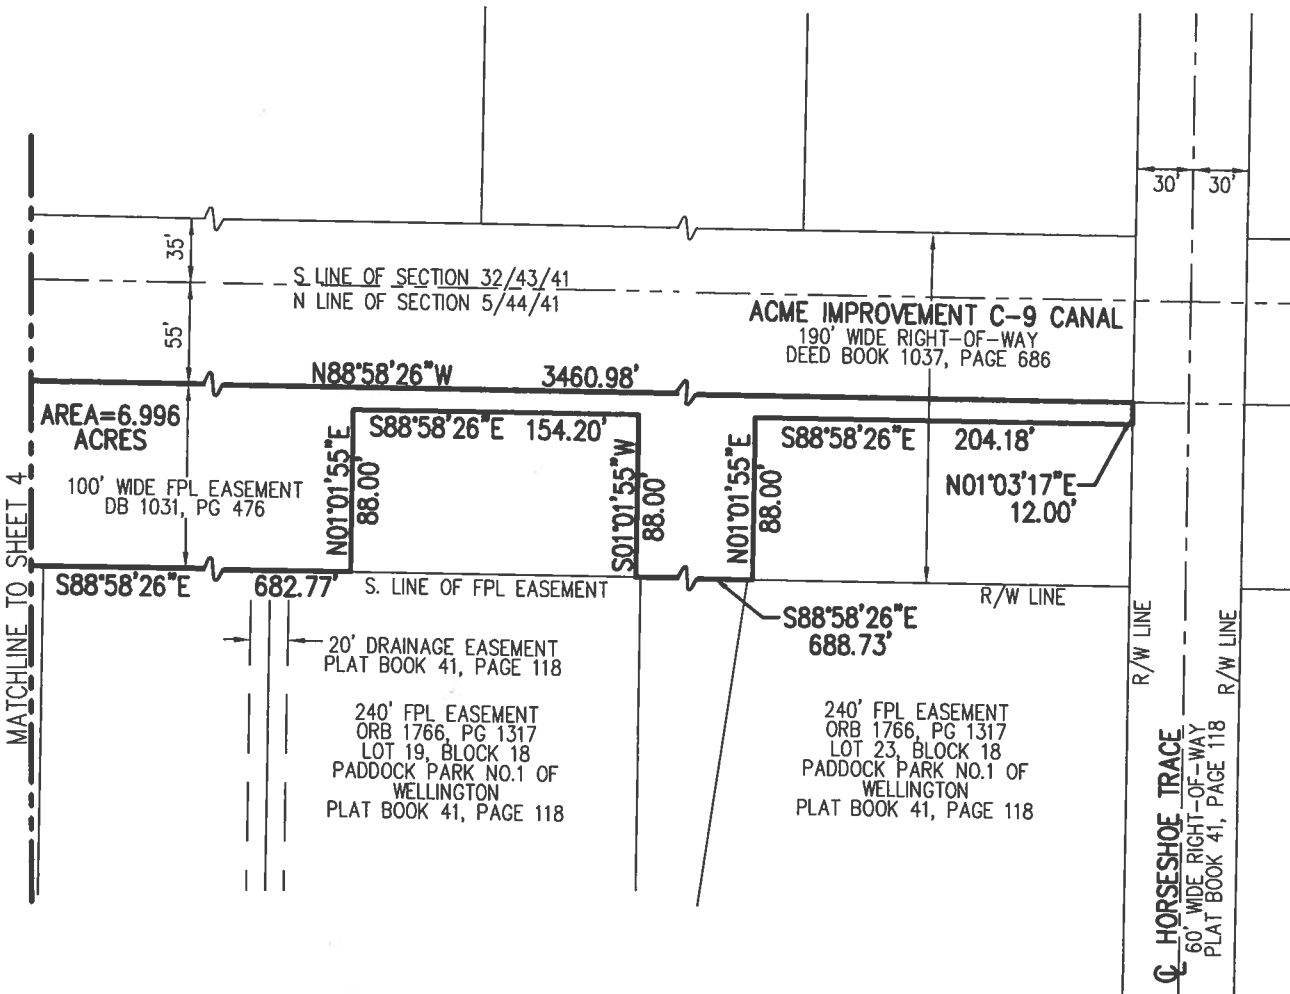 30' 30'
35'
S LINE OF SECTION 32/43/41
N LINE OF SECTION 5/44/41
55'
ACME IMPROVEMENT C-9 CANAL
190' WIDE RIGHT-OF-WAY
DEED BOOK 1037, PAGE 686
N88°58'26"W 3460.98'
AREA=6.996
ACRES
S88°58'26"E 154.20'
S88°58'26"E 204.18'
100' WIDE FPL EASEMENT
DB 1031, PG 476
N01°01'55"E
88.00'
S01°01'55"W
88.00'
N01°01'55"E
88.00'
N01°03'17"E
12.00'
MATCHLINE TO SHEET 4
S88°58'26"E 682.77'
S. LINE OF FPL EASEMENT
R/W LINE
S88°58'26"E
688.73'
20' DRAINAGE EASEMENT
PLAT BOOK 41, PAGE 118
R/W LINE
R/W LINE
240' FPL EASEMENT
ORB 1766, PG 1317
LOT 19, BLOCK 18
PADDOCK PARK NO.1 OF
WELLINGTON
PLAT BOOK 41, PAGE 118
240' FPL EASEMENT
ORB 1766, PG 1317
LOT 23, BLOCK 18
PADDOCK PARK NO.1 OF
WELLINGTON
PLAT BOOK 41, PAGE 118
℄ HORSESHOE TRACE
60' WIDE RIGHT-OF-WAY
PLAT BOOK 41, PAGE 118